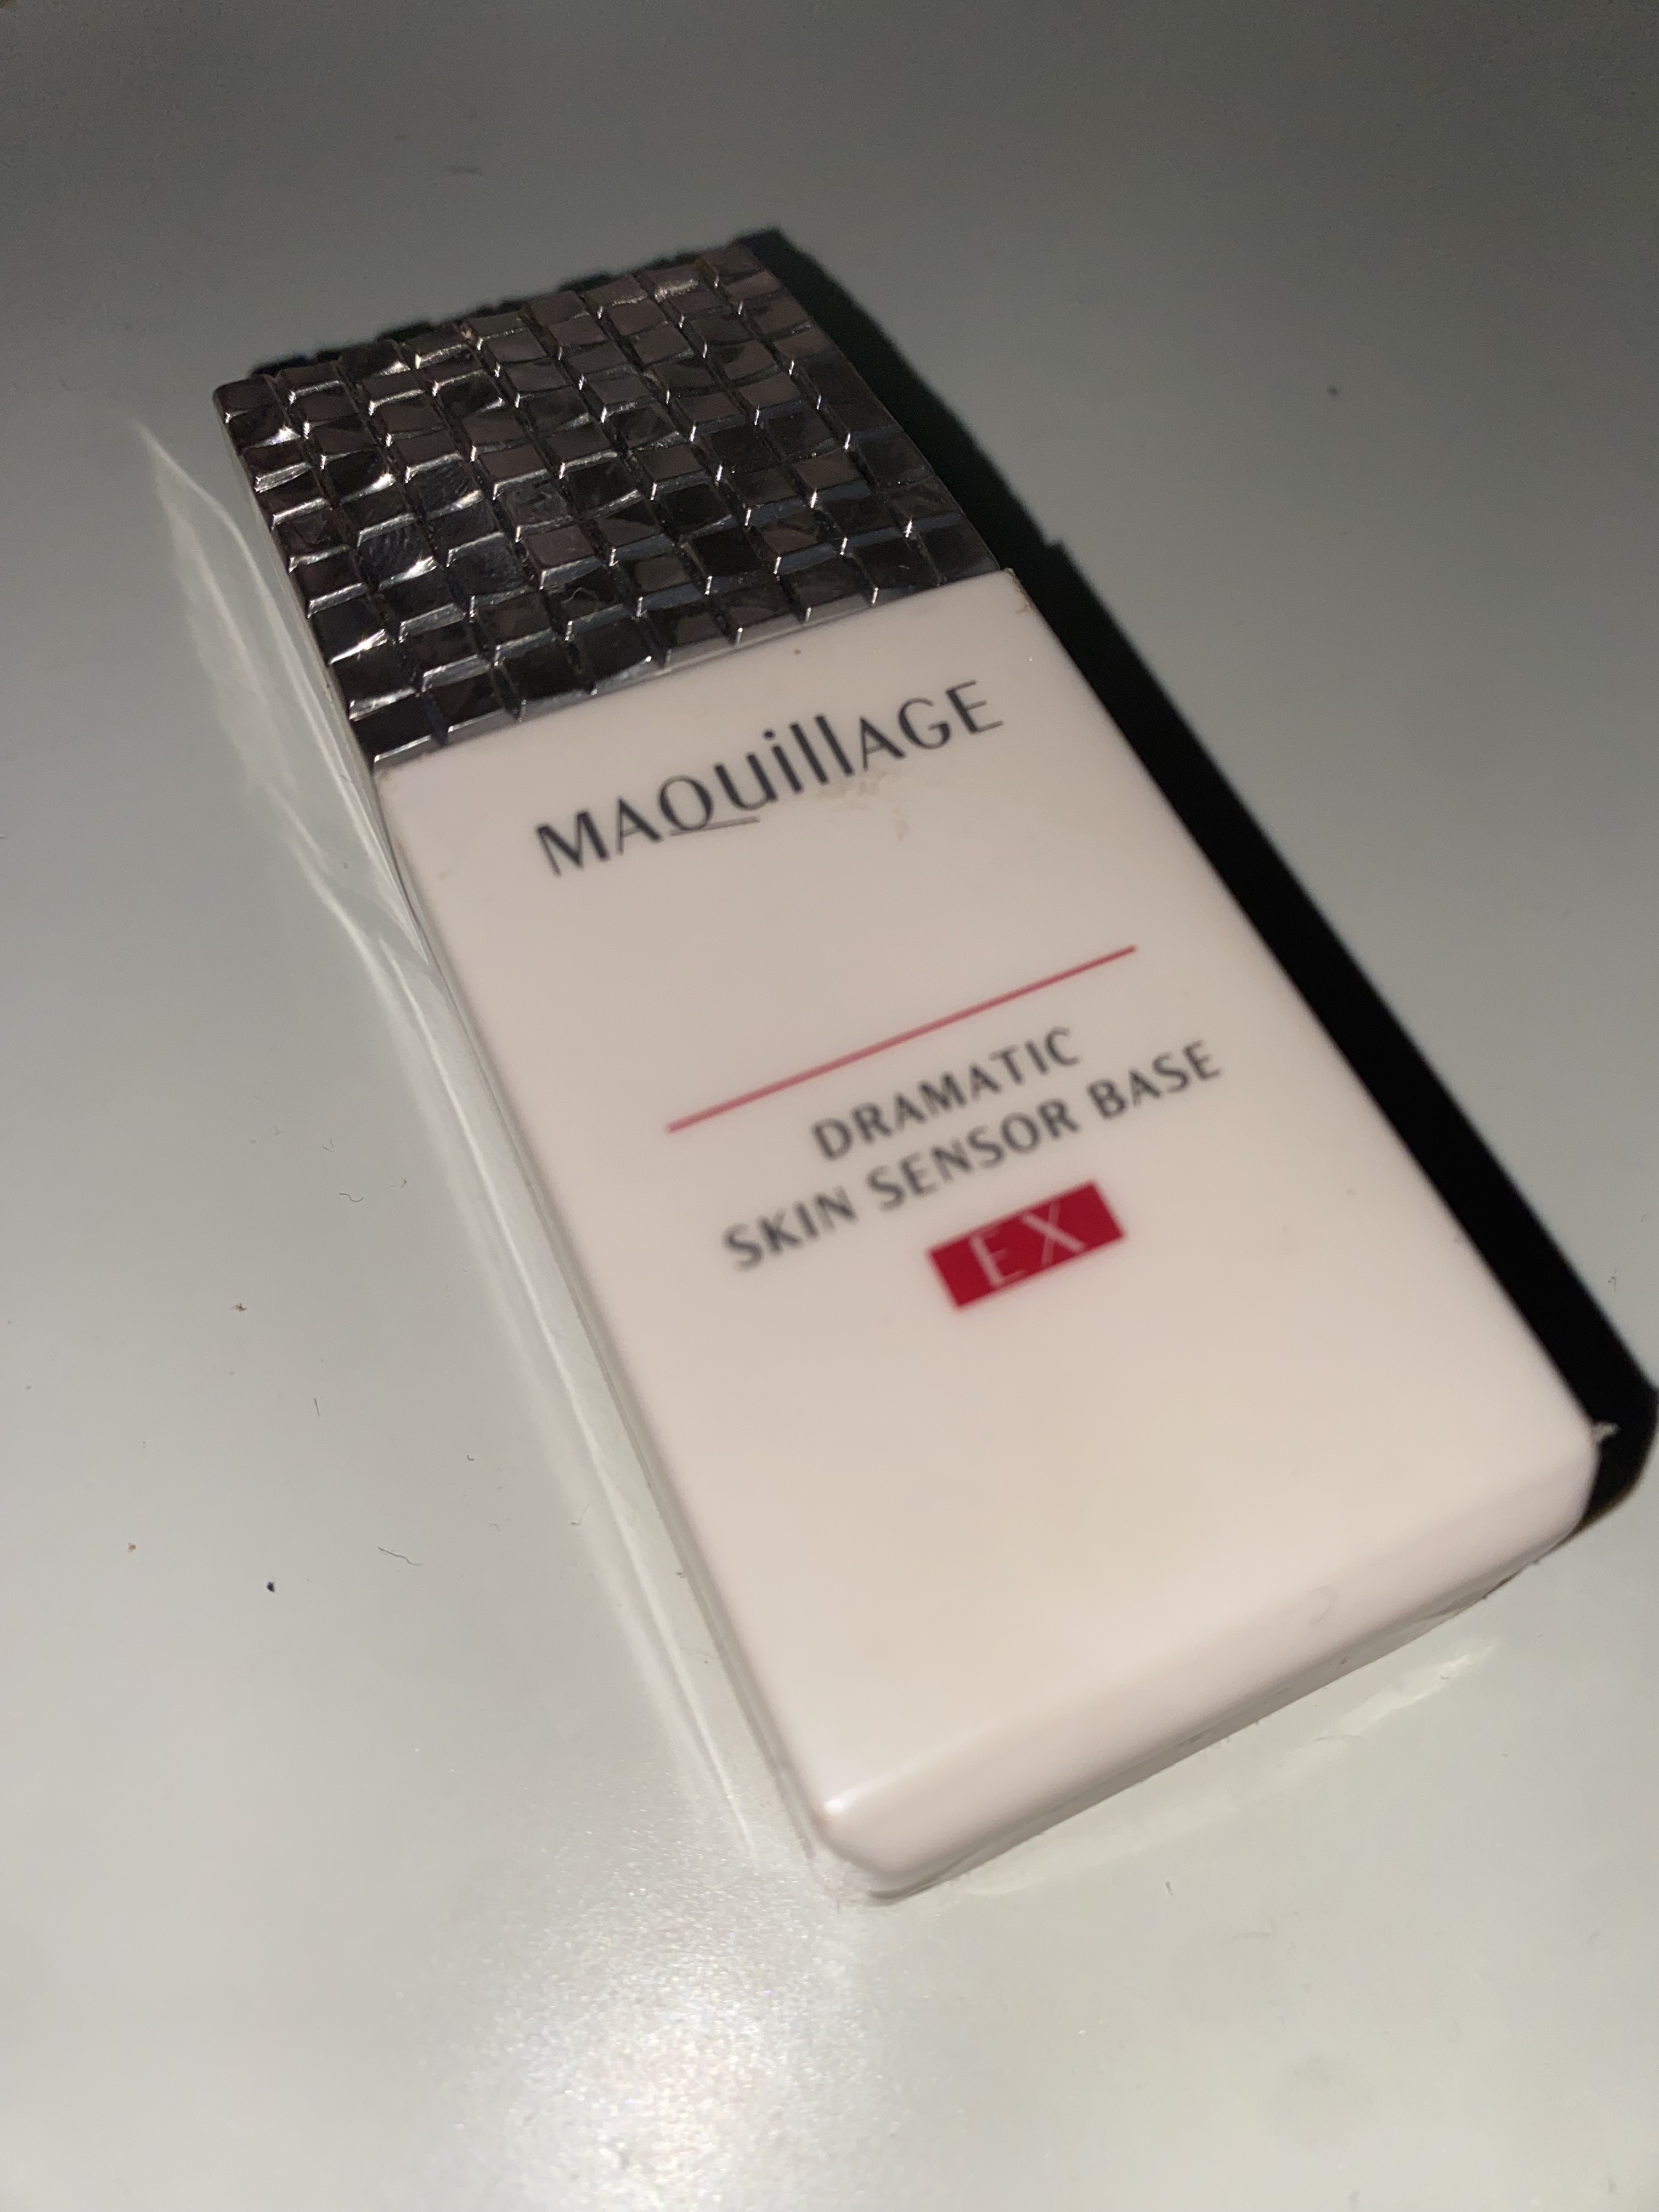 MAQuillAGE
DRAMATIC
SKIN SENSOR BASE
EX